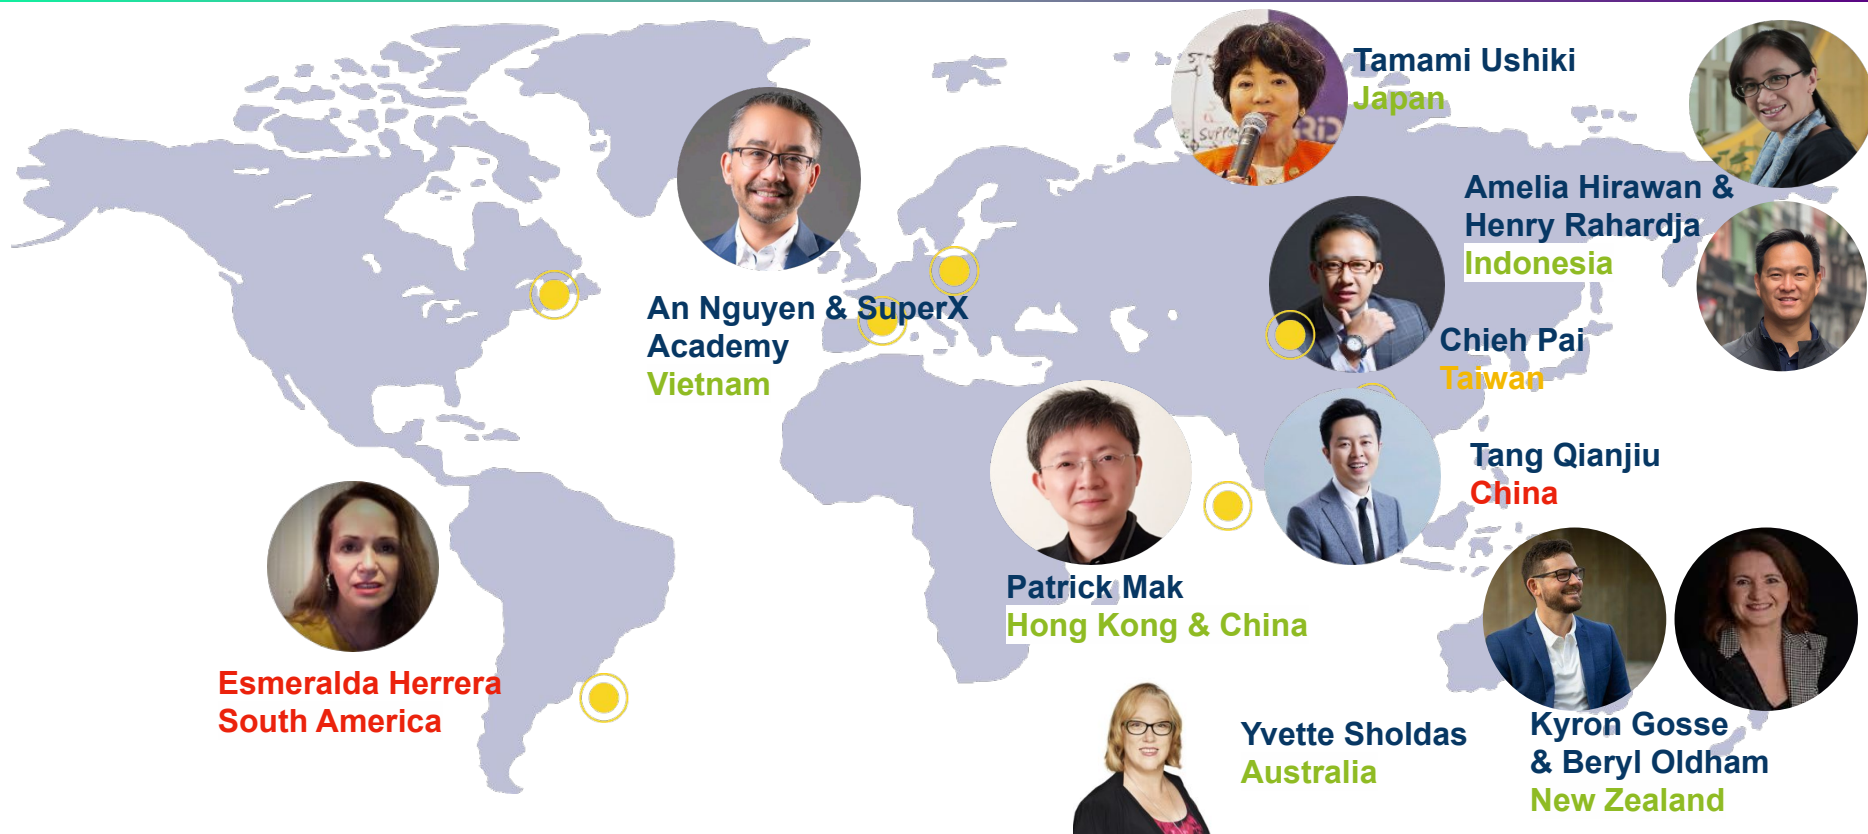 Tamami Ushiki
Japan
Amelia Hirawan &
Henry Rahardja
Indonesia
An Nguyen & SuperX
Academy
Vietnam
Chieh Pai
Taiwan
Tang Qianjiu
China
Patrick Mak
Hong Kong & China
Esmeralda Herrera
South America
Yvette Sholdas
Australia
Kyron Gosse
& Beryl Oldham
New Zealand